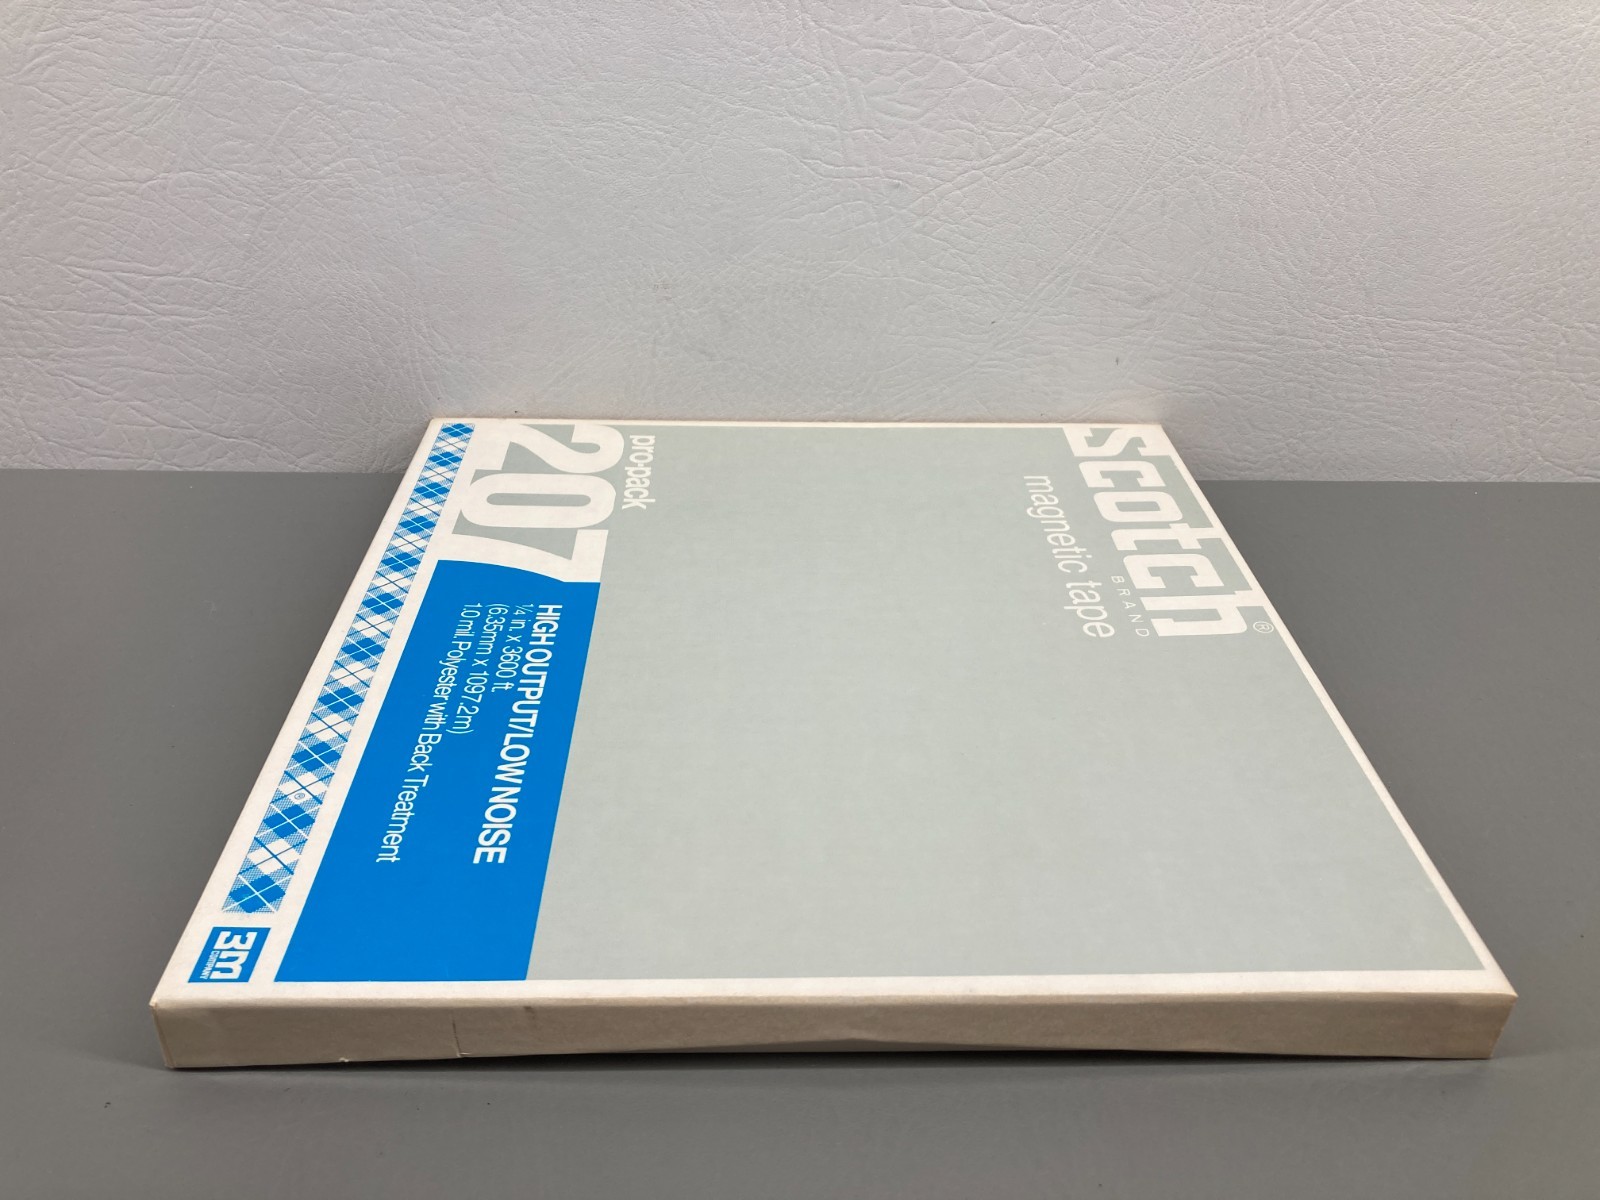 scotch®
BRAND
magnetic tape
pro-pack
207
HIGH OUTPUT/LOW NOISE
1/4 in. x 3600 ft.
(6.35mm x 1097.2m)
1.0 mil. Polyester with Back Treatment
®
3M
COMPANY